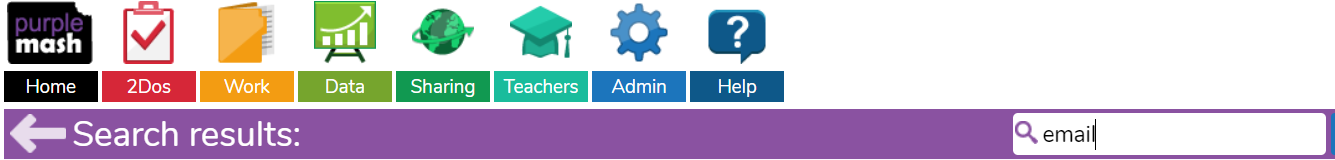 purple
mash
Home 2Dos Work Data Sharing Teachers Admin Help
Search results: email